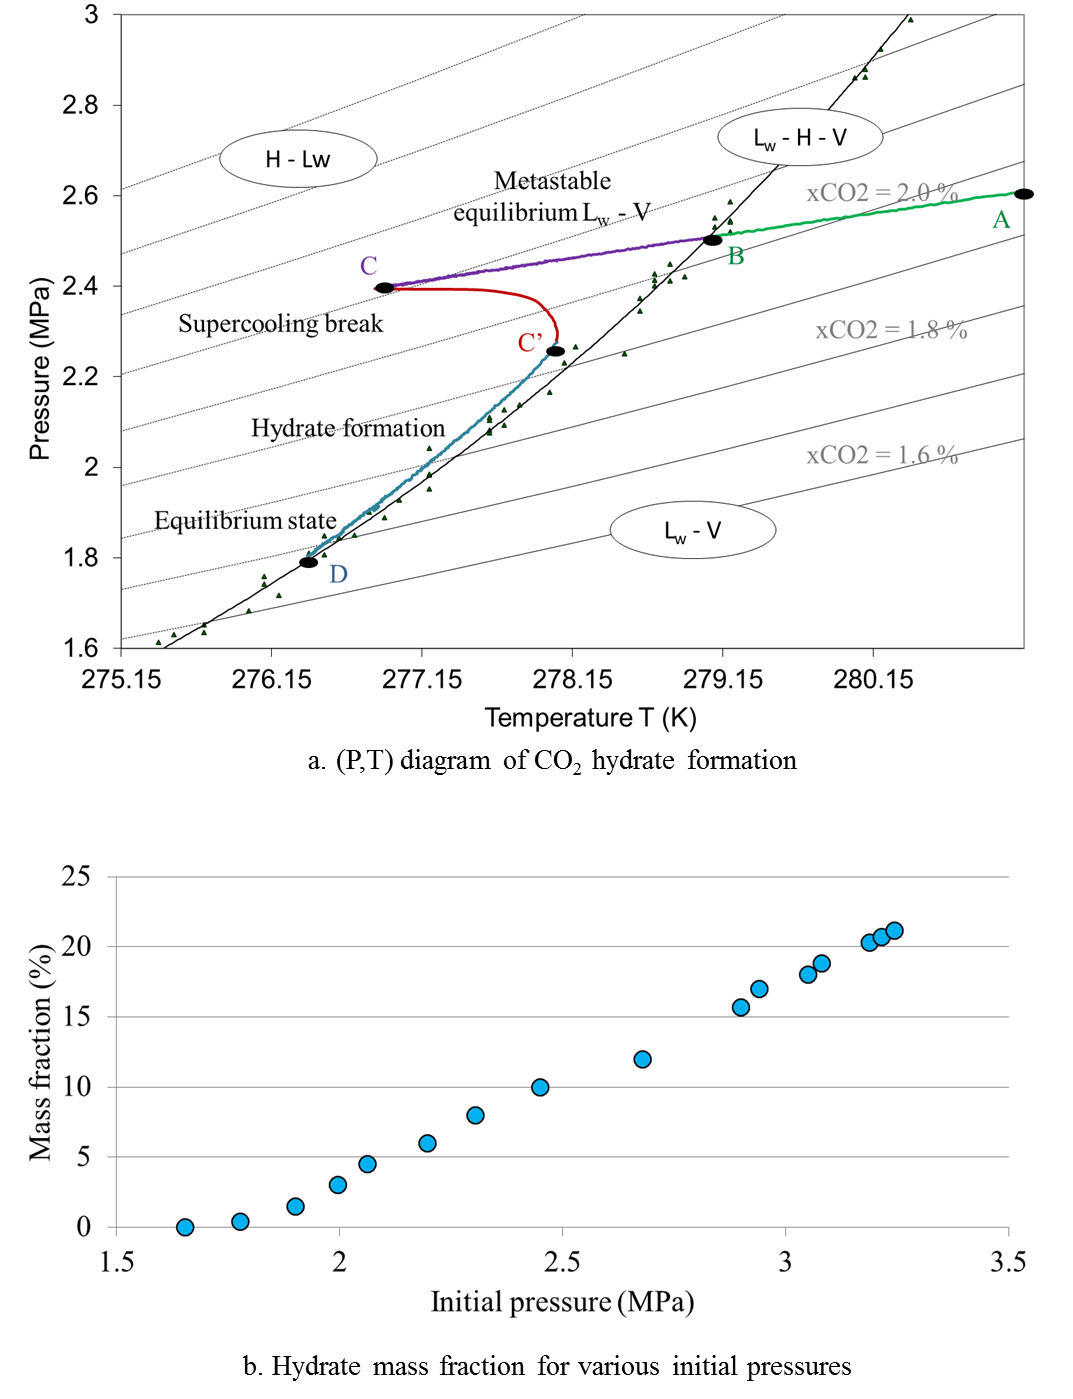 3
2.8
2.6
2.4
2.2
2
1.8
1.6
Pressure (MPa)
H - Lw
Lw - H - V
Metastable
equilibrium Lw - V
xCO2 = 2.0 %
A
B
C
Supercooling break
C’
xCO2 = 1.8 %
Hydrate formation
xCO2 = 1.6 %
Equilibrium state
Lw - V
D
275.15 276.15 277.15 278.15 279.15 280.15
Temperature T (K)
a. (P,T) diagram of CO2 hydrate formation
25
20
15
10
5
0
Mass fraction (%)
1.5 2 2.5 3 3.5
Initial pressure (MPa)
b. Hydrate mass fraction for various initial pressures